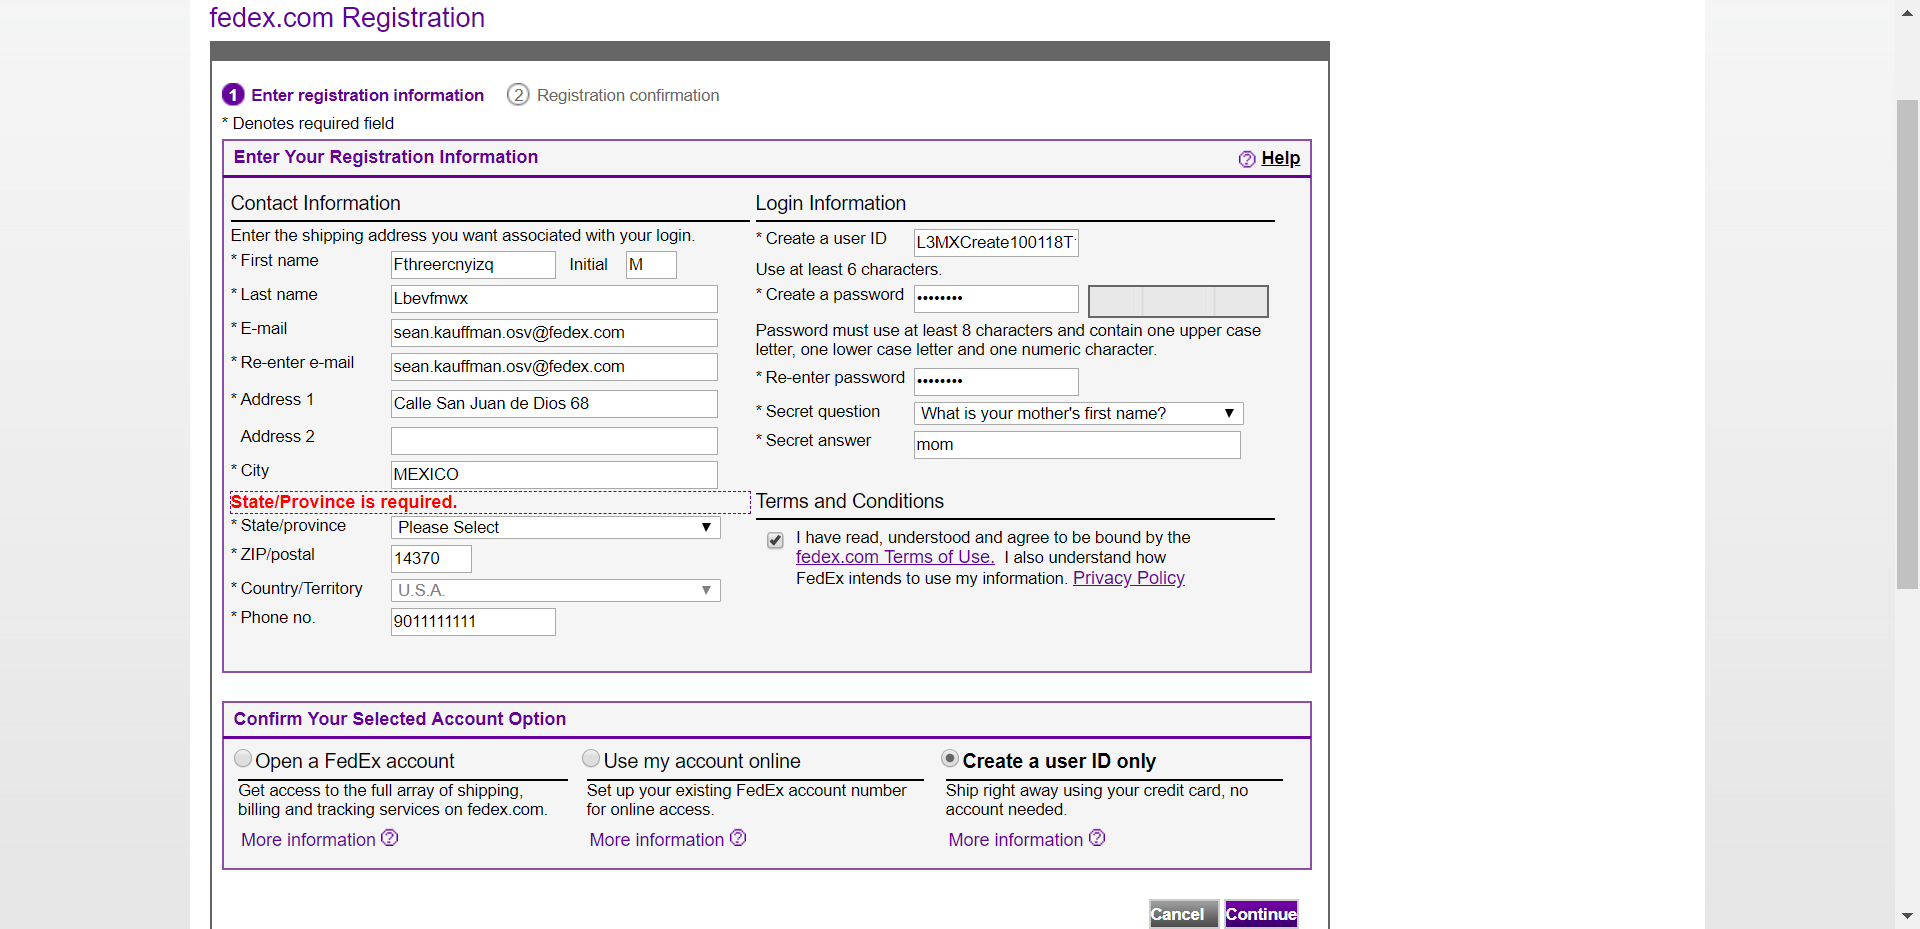 fedex.com Registration
1 Enter registration information 2 Registration confirmation
* Denotes required field
Enter Your Registration Information
? Help
Contact Information
Enter the shipping address you want associated with your login.
* First name Fthreercnyizq Initial M
* Last name Lbevfmwx
* E-mail sean.kauffman.osv@fedex.com
* Re-enter e-mail sean.kauffman.osv@fedex.com
* Address 1 Calle San Juan de Dios 68
Address 2
* City MEXICO
State/Province is required.
* State/province Please Select
* ZIP/postal 14370
* Country/Territory U.S.A.
* Phone no. 9011111111
Login Information
* Create a user ID L3MXCreate100118T
Use at least 6 characters.
* Create a password ••••••••
Password must use at least 8 characters and contain one upper case
letter, one lower case letter and one numeric character.
* Re-enter password ••••••••
* Secret question What is your mother's first name?
* Secret answer mom
Terms and Conditions
I have read, understood and agree to be bound by the
fedex.com Terms of Use. I also understand how
FedEx intends to use my information. Privacy Policy
Confirm Your Selected Account Option
Open a FedEx account
Get access to the full array of shipping,
billing and tracking services on fedex.com.
More information ?
Use my account online
Set up your existing FedEx account number
for online access.
More information ?
Create a user ID only
Ship right away using your credit card, no
account needed.
More information ?
Cancel Continue